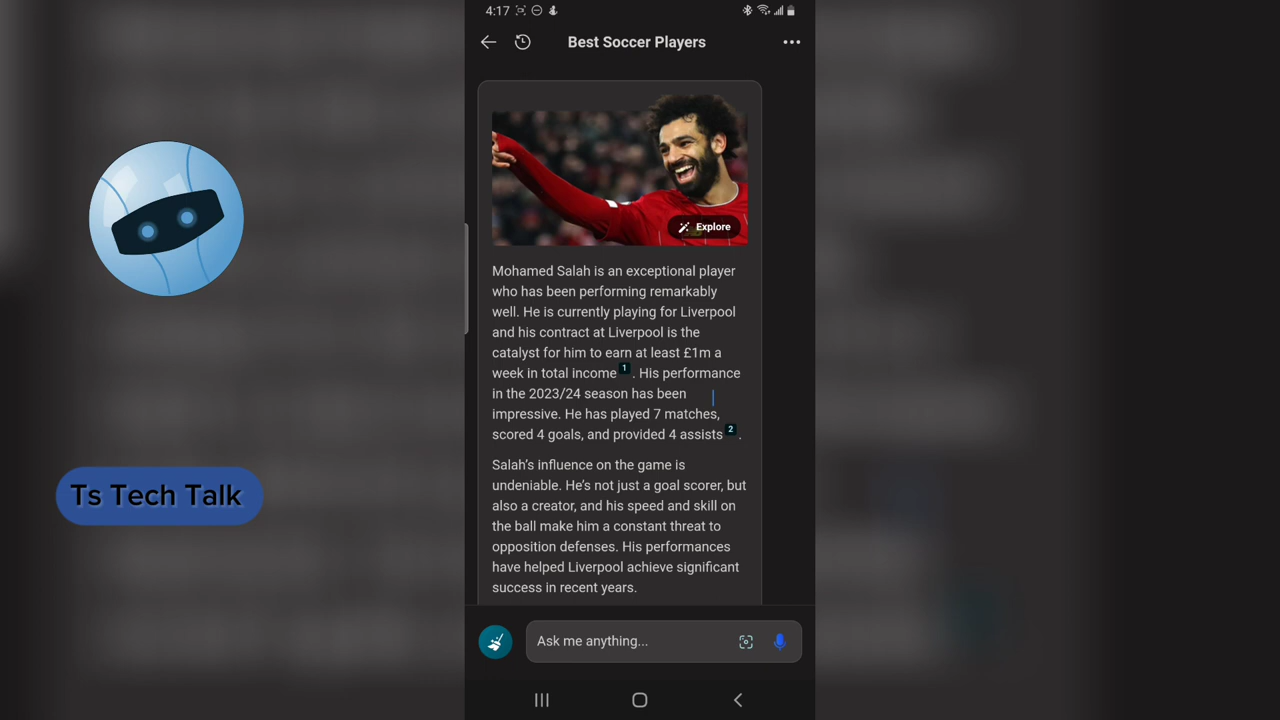 4:17
Best Soccer Players
Explore
Mohamed Salah is an exceptional player
who has been performing remarkably
well. He is currently playing for Liverpool
and his contract at Liverpool is the
catalyst for him to earn at least £1m a
week in total income 1 . His performance
in the 2023/24 season has been
impressive. He has played 7 matches,
scored 4 goals, and provided 4 assists 2 .
Salah’s influence on the game is
undeniable. He’s not just a goal scorer, but
also a creator, and his speed and skill on
the ball make him a constant threat to
opposition defenses. His performances
have helped Liverpool achieve significant
success in recent years.
Ask me anything...
Ts Tech Talk